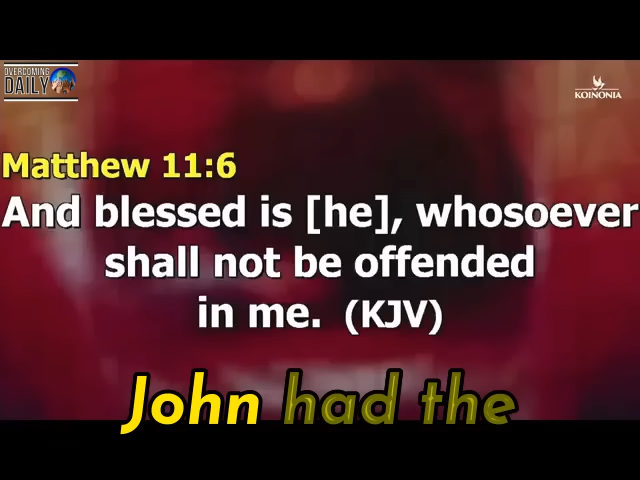 OVERCOMING
DAILY
KOINONIA
Matthew 11:6
And blessed is [he], whosoever
shall not be offended
in me. (KJV)
John had the